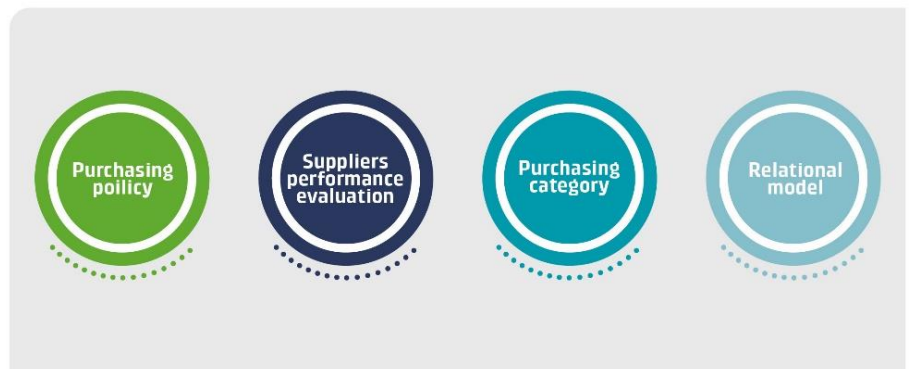 Purchasing
poilicy
Suppliers
performance
evaluation
Purchasing
category
Relational
model